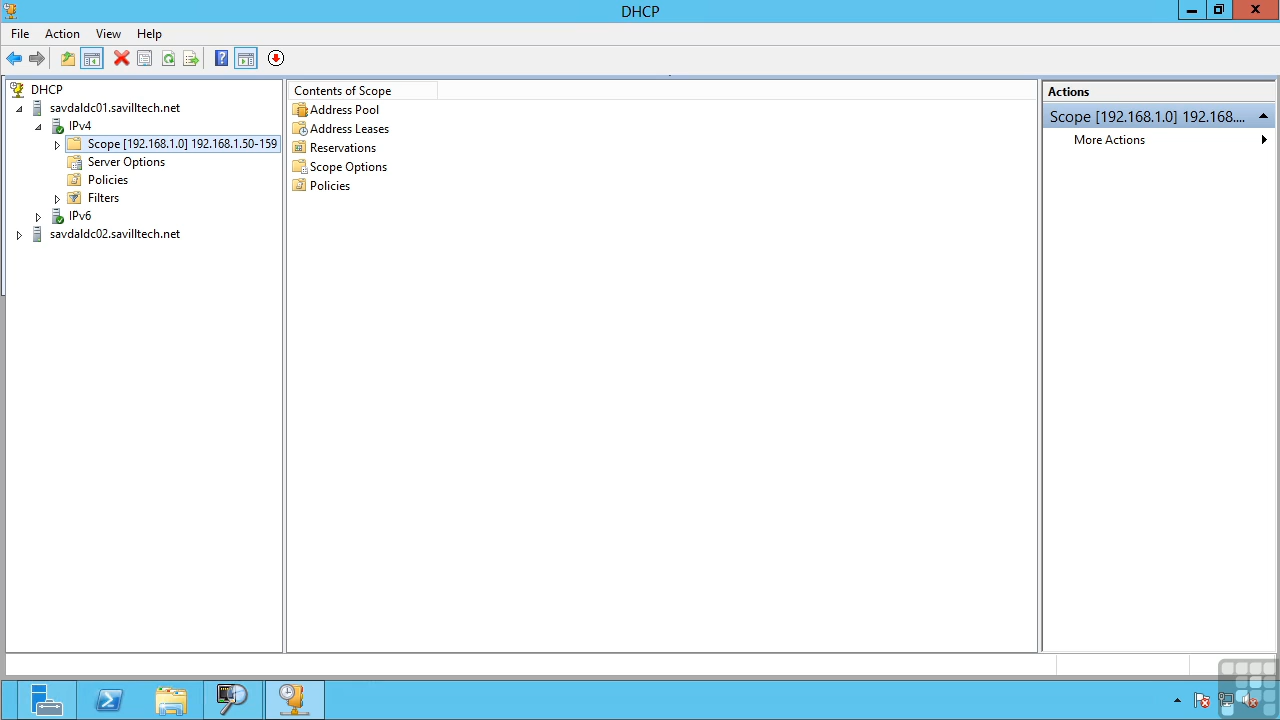 DHCP
File Action View Help
DHCP
savdaldc01.savilltech.net
IPv4
Scope [192.168.1.0] 192.168.1.50-159
Server Options
Policies
Filters
IPv6
savdaldc02.savilltech.net
Contents of Scope
Address Pool
Address Leases
Reservations
Scope Options
Policies
Actions
Scope [192.168.1.0] 192.168....
More Actions